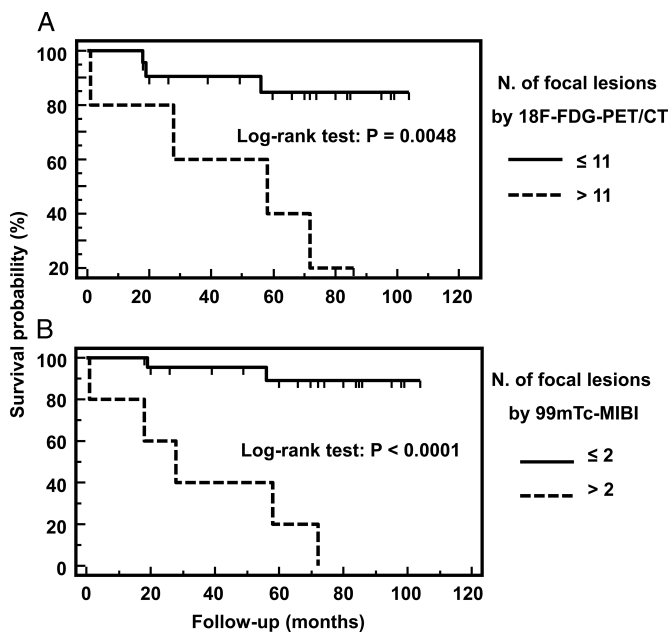 A
100
80
60
40
20
Log-rank test: P = 0.0048
0 20 40 60 80 100 120
N. of focal lesions
by 18F-FDG-PET/CT
≤ 11
> 11
Survival probability (%)
B
100
80
60
40
20
0
Log-rank test: P < 0.0001
0 20 40 60 80 100 120
Follow-up (months)
N. of focal lesions
by 99mTc-MIBI
≤ 2
> 2